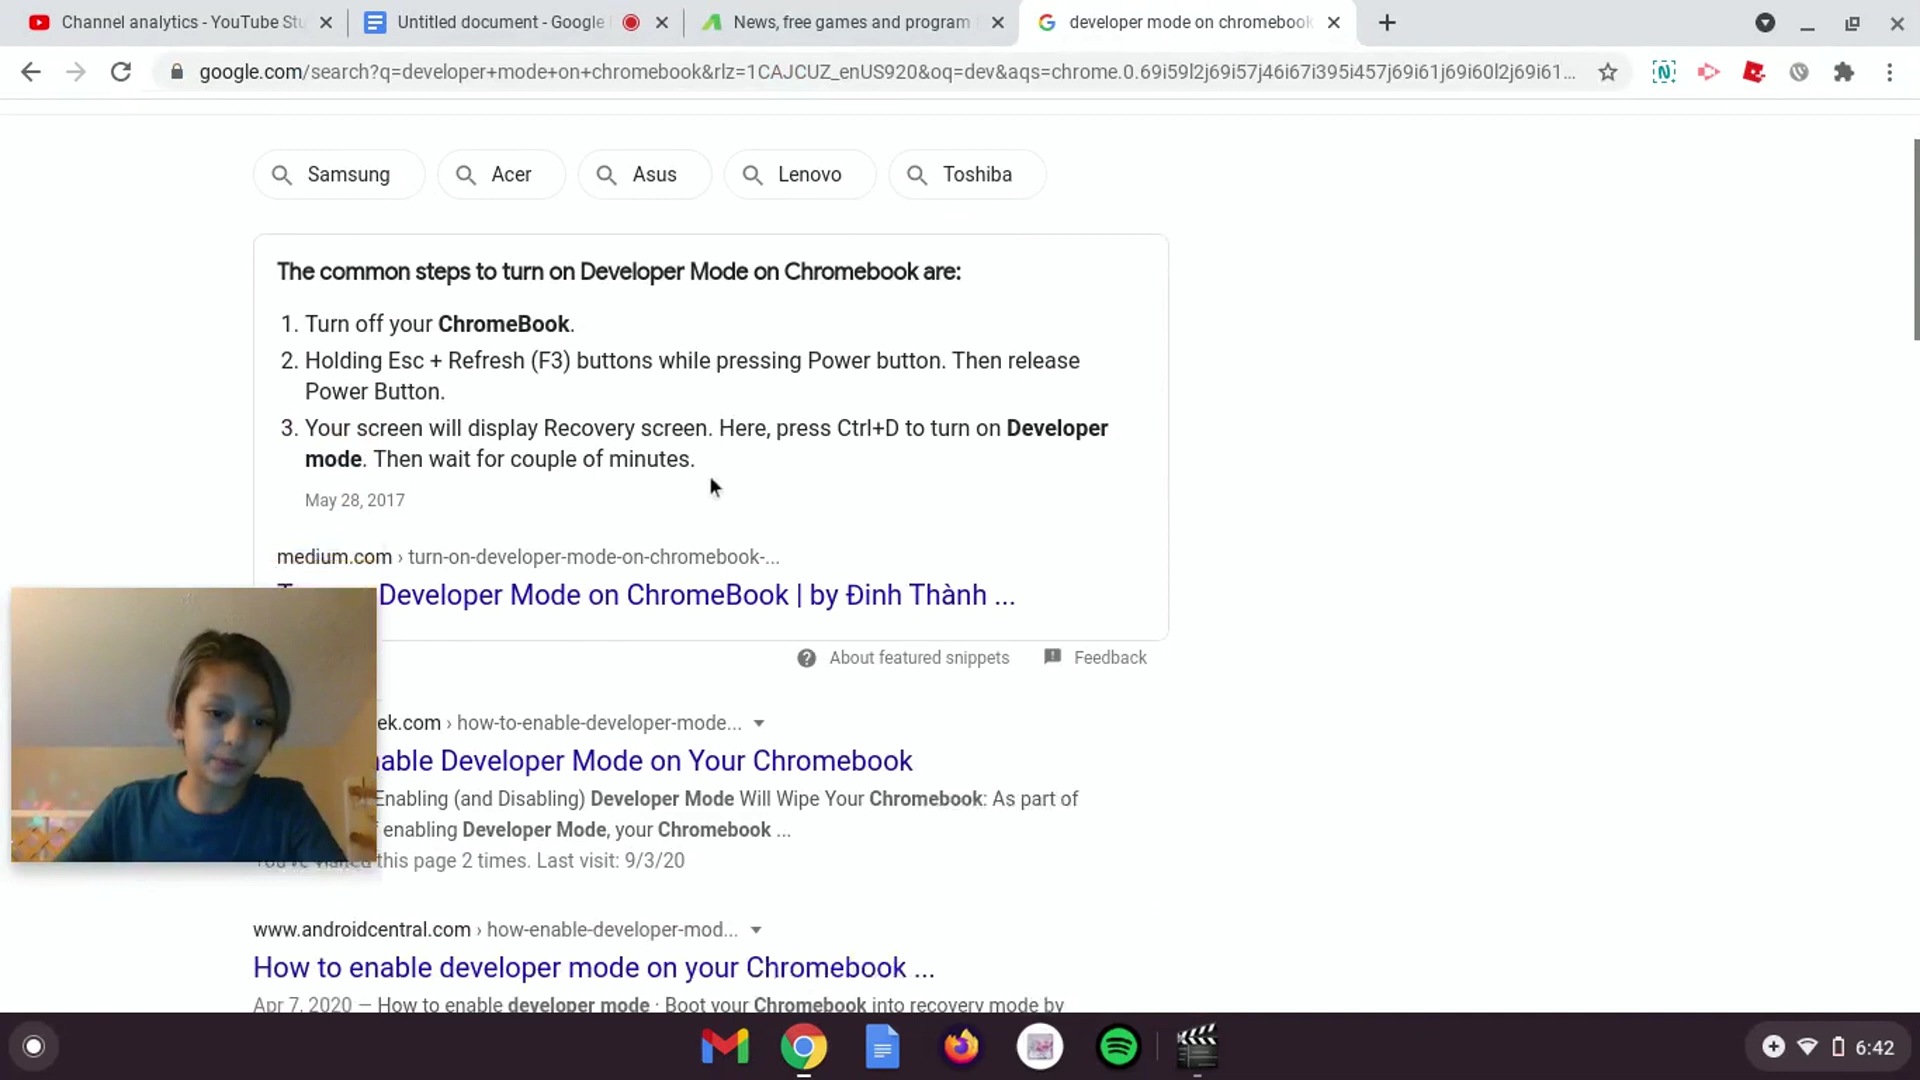 Channel analytics - YouTube Stu
Untitled document - Google
News, free games and program
developer mode on chromebook
google.com/search?q=developer+mode+on+chromebook&rlz=1CAJCUZ_enUS920&oq=dev&aqs=chrome.0.69i59l2j69i57j46i67i395i457j69i61j69i60l2j69i61...
Samsung
Acer
Asus
Lenovo
Toshiba
The common steps to turn on Developer Mode on Chromebook are:
1. Turn off your ChromeBook.
2. Holding Esc + Refresh (F3) buttons while pressing Power button. Then release
Power Button.
3. Your screen will display Recovery screen. Here, press Ctrl+D to turn on Developer
mode. Then wait for couple of minutes.
May 28, 2017
medium.com › turn-on-developer-mode-on-chromebook-...
Developer Mode on ChromeBook | by Đinh Thành ...
About featured snippets
Feedback
ek.com › how-to-enable-developer-mode...
nable Developer Mode on Your Chromebook
Enabling (and Disabling) Developer Mode Will Wipe Your Chromebook: As part of
enabling Developer Mode, your Chromebook ...
this page 2 times. Last visit: 9/3/20
www.androidcentral.com › how-enable-developer-mod...
How to enable developer mode on your Chromebook ...
Apr 7, 2020 — How to enable developer mode · Boot your Chromebook into recovery mode by
6:42